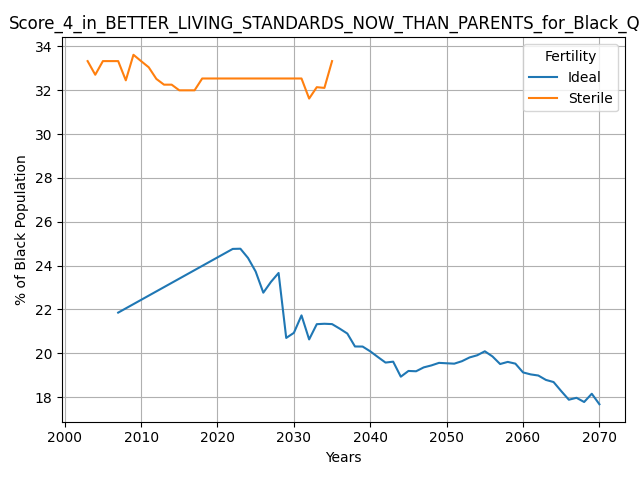 Score_4_in_BETTER_LIVING_STANDARDS_NOW_THAN_PARENTS_for_Black_Q
Fertility
Ideal
Sterile
% of Black Population
34
32
30
28
26
24
22
20
18
2000 2010 2020 2030 2040 2050 2060 2070
Years